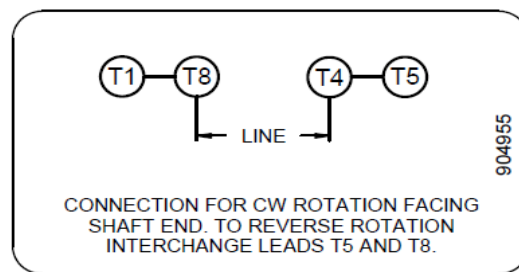 T1 T8 T4 T5
LINE
904955
CONNECTION FOR CW ROTATION FACING
SHAFT END. TO REVERSE ROTATION
INTERCHANGE LEADS T5 AND T8.